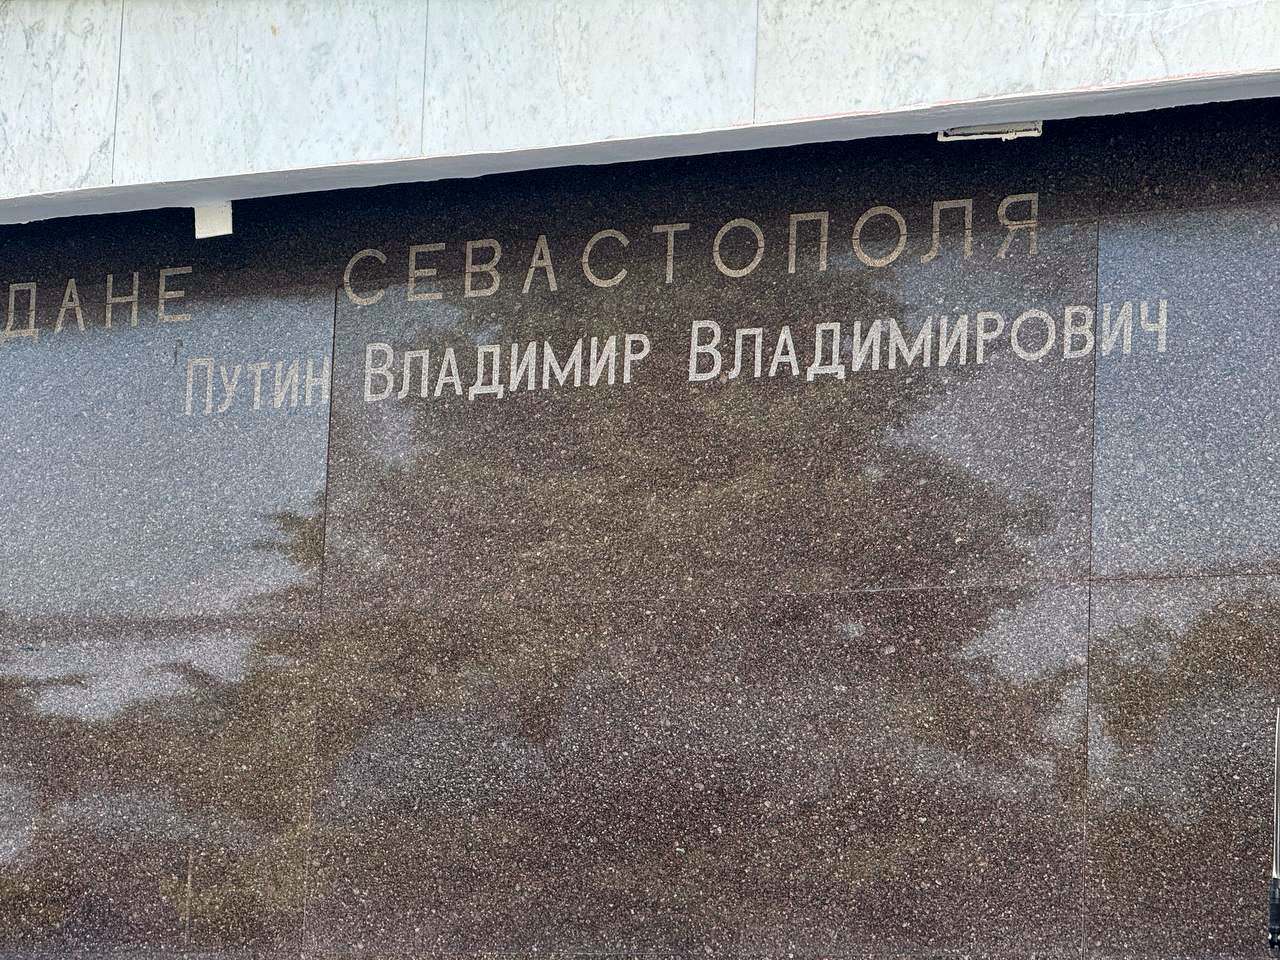 ДАНЕ СЕВАСТОПОЛЯ
Путин Владимир Владимирович